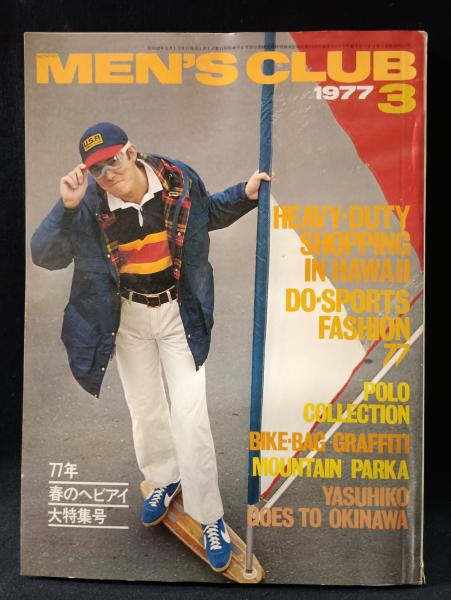 MEN'S CLUB
1977 3
U.S.A
HEAVY-DUTY
SHOPPING
IN HAWAII
DO-SPORTS
FASHION
77
POLO
COLLECTION
BIKE-BAG GRAFFITI
MOUNTAIN PARKA
YASUHIKO
GOES TO OKINAWA
77年
春のヘビアイ
大特集号